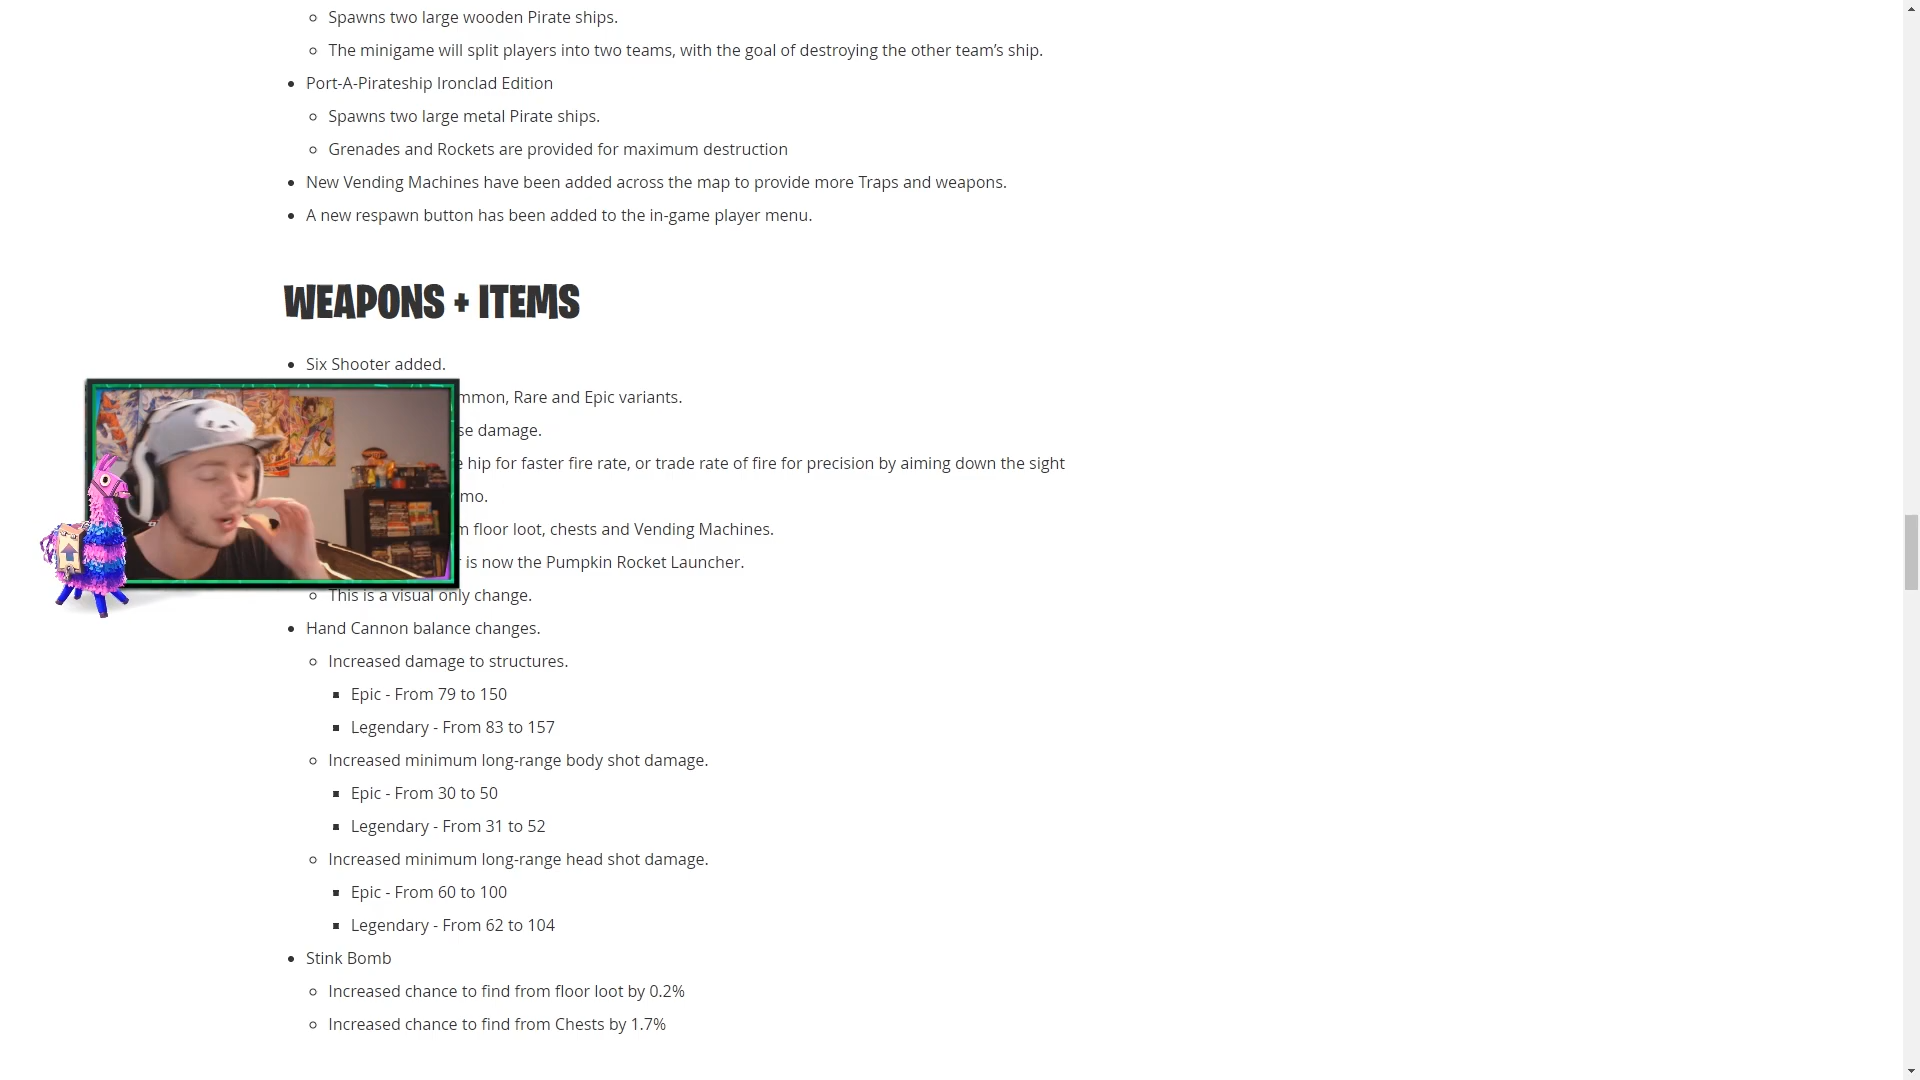 Spawns two large wooden Pirate ships.
The minigame will split players into two teams, with the goal of destroying the other team’s ship.
Port-A-Pirateship Ironclad Edition
Spawns two large metal Pirate ships.
Grenades and Rockets are provided for maximum destruction
New Vending Machines have been added across the map to provide more Traps and weapons.
A new respawn button has been added to the in-game player menu.
WEAPONS + ITEMS
Six Shooter added.
Rare and Epic variants.
damage.
hip for faster fire rate, or trade rate of fire for precision by aiming down the sight
floor loot, chests and Vending Machines.
is now the Pumpkin Rocket Launcher.
This is a visual only change.
Hand Cannon balance changes.
Increased damage to structures.
Epic - From 79 to 150
Legendary - From 83 to 157
Increased minimum long-range body shot damage.
Epic - From 30 to 50
Legendary - From 31 to 52
Increased minimum long-range head shot damage.
Epic - From 60 to 100
Legendary - From 62 to 104
Stink Bomb
Increased chance to find from floor loot by 0.2%
Increased chance to find from Chests by 1.7%